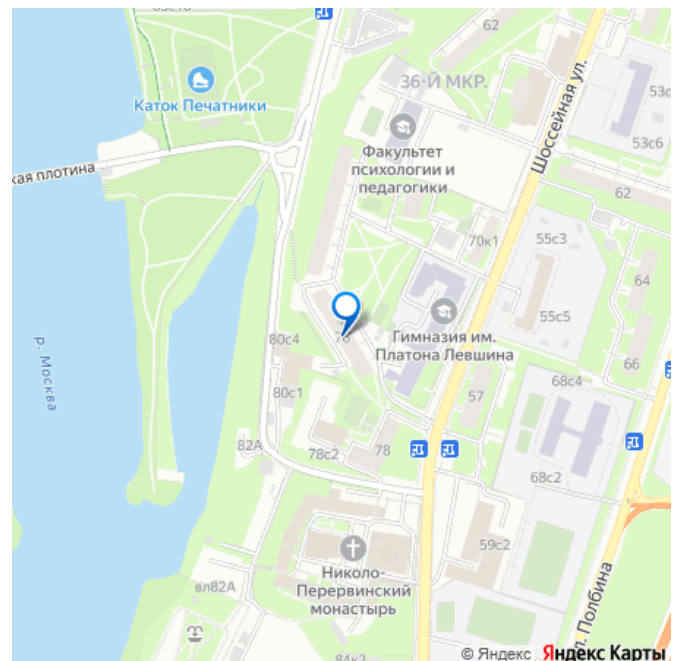 62
36-Й МКР.
Каток Печатники
Шоссейная ул.
53с6
Факультет
психологии и
педагогики
кая плотина
62
70к1
55с3
64
р. Москва
80с4
Гимназия им.
Платона Левшина
55с5
66
80с1
57
68с4
82А
78с2
78
68с2
59с2
Николо-
Перервинский
монастырь
вл82А
ул. Полбина
84к2
© Яндекс Яндекс Карты